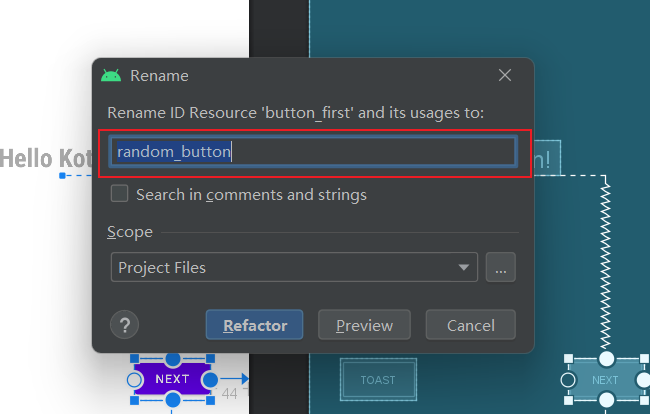 Rename
Rename ID Resource 'button_first' and its usages to:
random_button
Hello Kot
n!
Search in comments and strings
Scope
Project Files
...
?
Refactor
Preview
Cancel
NEXT
44
TOAST
NEXT